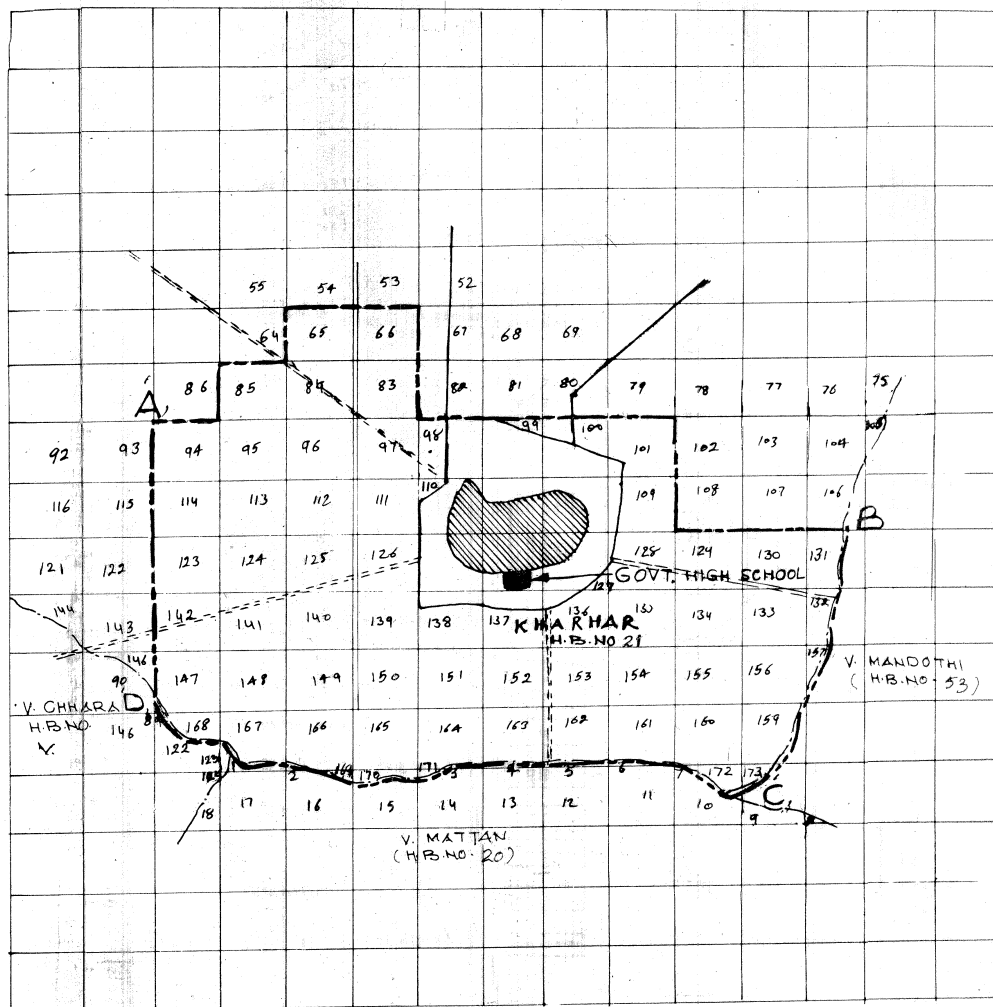 55 54 53 52
64 65 66 67 68 69
86 85 84 83 82 81 80 79 78 77 76 75
A
92 93 94 95 96 97 98 99 100 101 102 103 104
116 115 114 113 112 111 110 109 108 107 106
B
121 122 123 124 125 126 128 129 130 131
GOVT. HIGH SCHOOL
127
144 143 142 141 140 139 138 137 136 135 134 133 132
KHARHAR
H.B.NO 21
146 90 147 148 149 150 151 152 153 154 155 156 157
V. MANDOTHI
(H.B.NO. 53)
D
V. CHHARA
H.B.NO.
V.
146 122 168 167 166 165 164 163 162 161 160 159
123 2 169 170 171 3 4 5 6 7 172 173
C
18 17 16 15 14 13 12 11 10 9
V. MATTAN
(H.B.NO. 20)